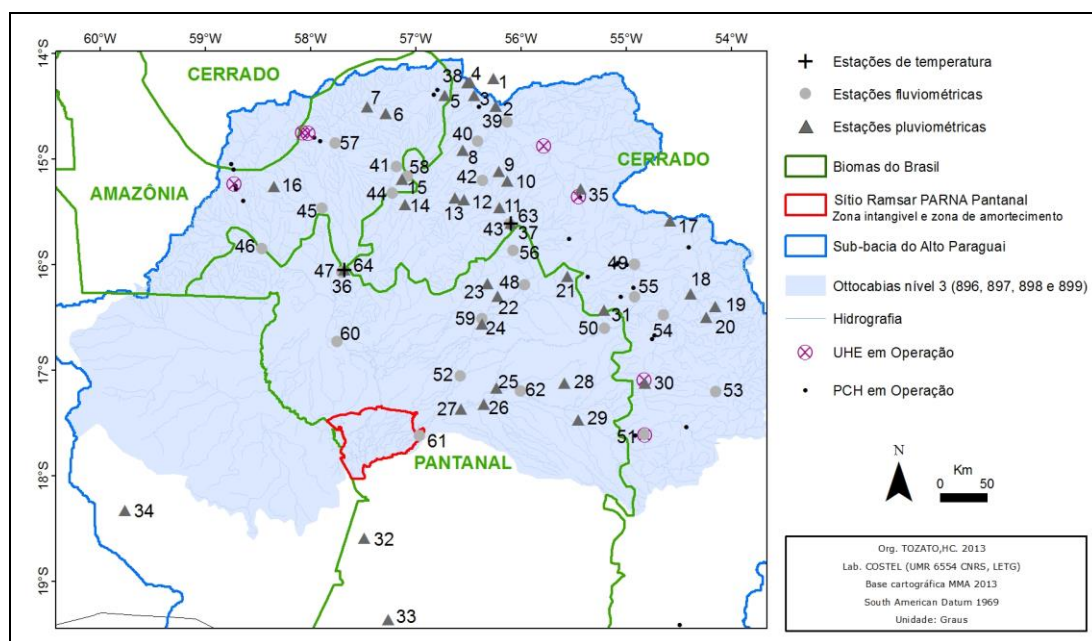 60°W 59°W 58°W 57°W 56°W 55°W 54°W
14°S
15°S
16°S
17°S
18°S
19°S
CERRADO
AMAZÔNIA
CERRADO
PANTANAL
38 4 1
7 6 5 3 2
39
57 40
8
41 58 42 9
16 15 10 35
44 14 13 12 11
45 63
43 37 17
46 56
47 64 49
36 23 48 21 55 18
22 19
59 31 54 20
60 24 50
52 25 62 28 30 53
27 26 29
61 51
34
32
33
Estações de temperatura
Estações fluviométricas
Estações pluviométricas
Biomas do Brasil
Sítio Ramsar PARNA Pantanal
Zona intangivel e zona de amortecimento
Sub-bacia do Alto Paraguai
Ottocabias nível 3 (896, 897, 898 e 899)
Hidrografia
UHE em Operação
PCH em Operação
N
Km
0 50
Org. TOZATO,HC. 2013
Lab. COSTEL (UMR 6554 CNRS, LETG)
Base cartográfica MMA 2013
South American Datum 1969
Unidade: Graus